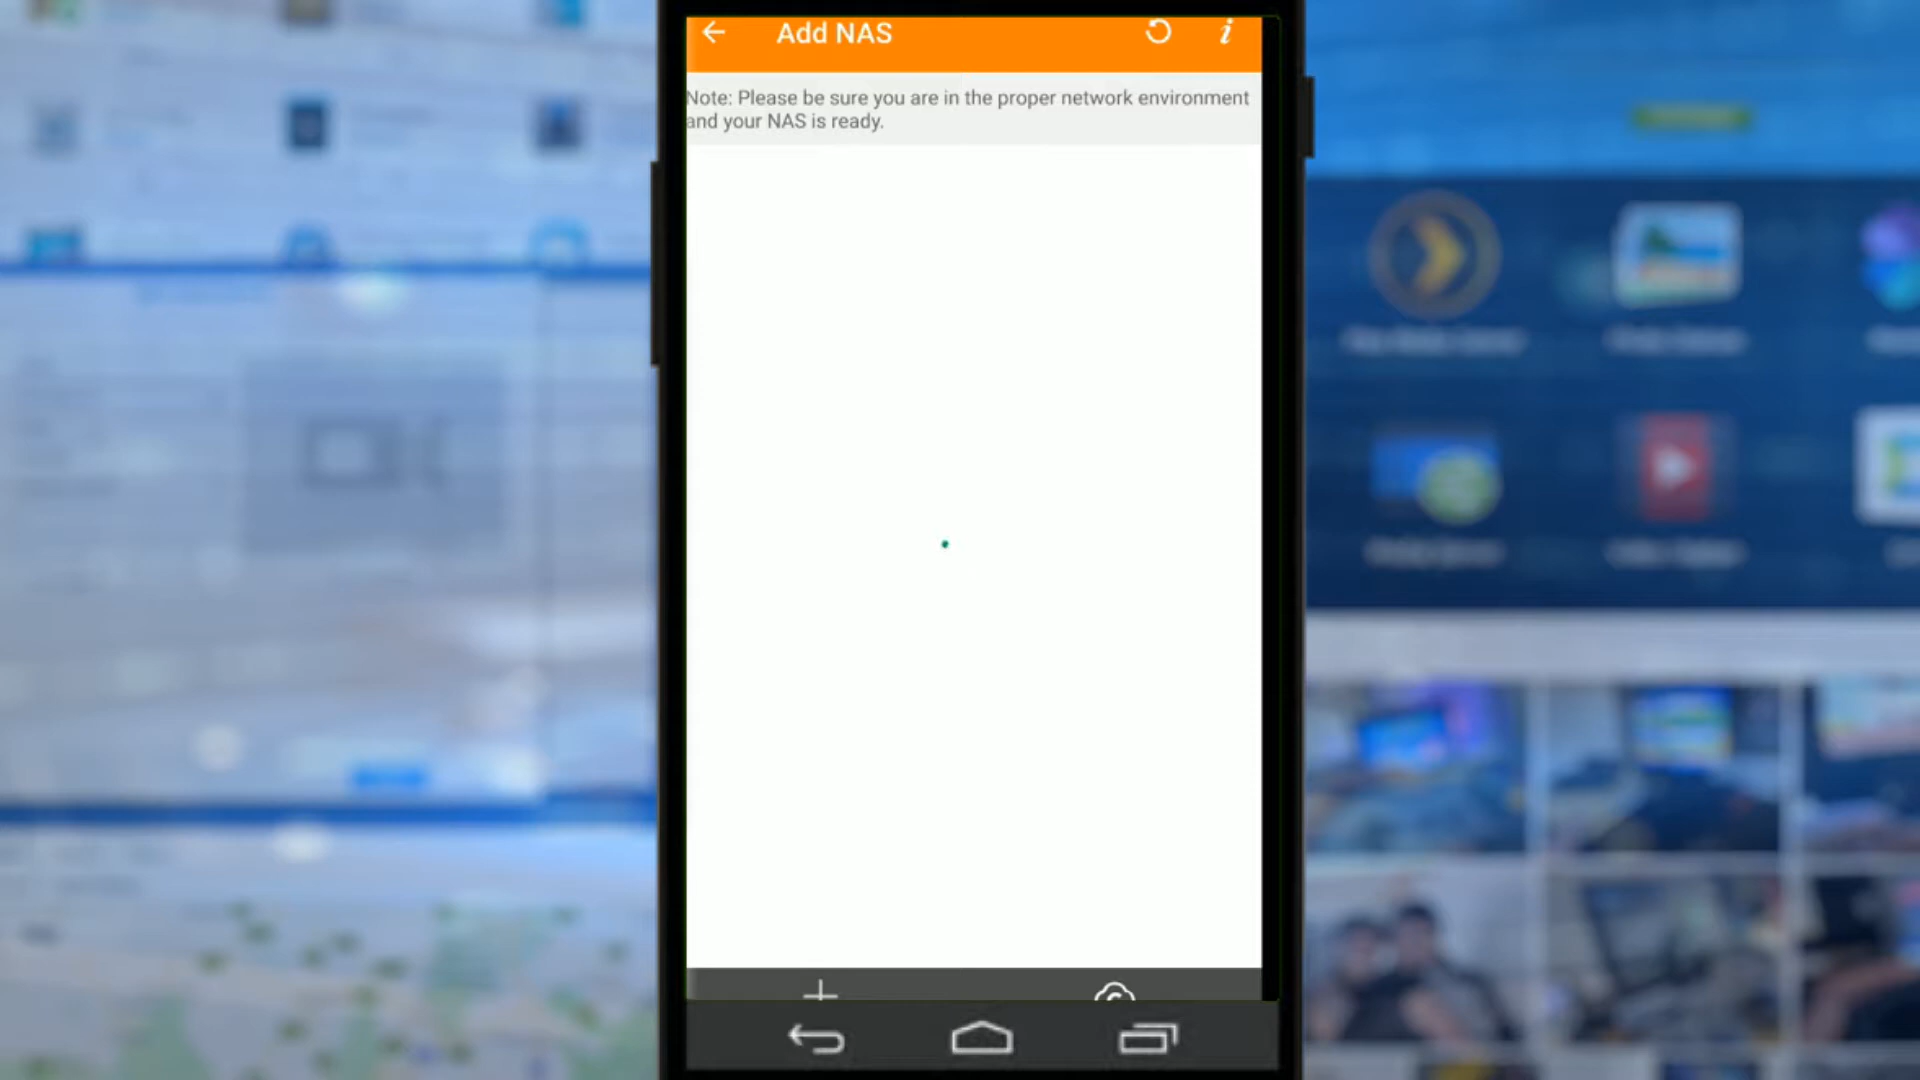 Add NAS
Note: Please be sure you are in the proper network environment
and your NAS is ready.